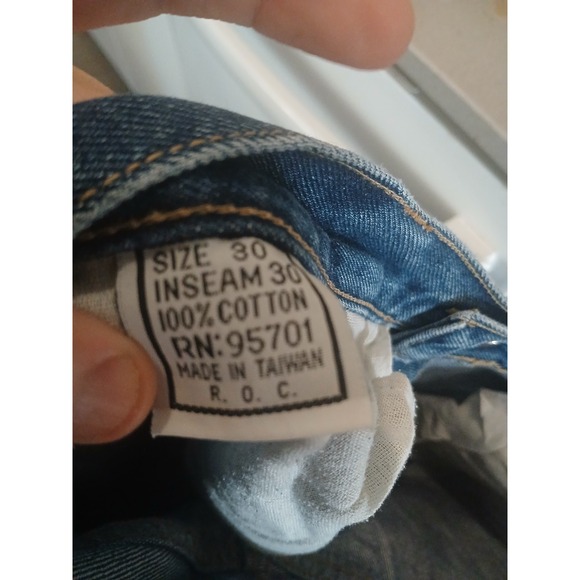 SIZE 30
INSEAM 30
100% COTTON
RN: 95701
MADE IN TAIWAN
R. O. C.